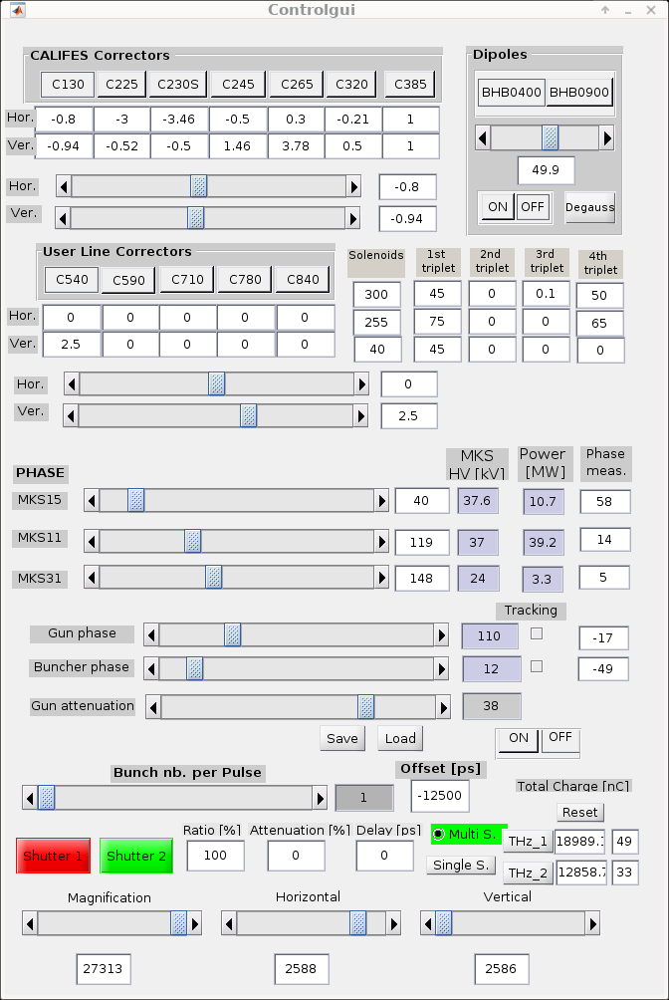 Controlgui
CALIFES Correctors
C130 C225 C230S C245 C265 C320 C385
Hor. -0.8 -3 -3.46 -0.5 0.3 -0.21 1
Ver. -0.94 -0.52 -0.5 1.46 3.78 0.5 1
Hor. -0.8
Ver. -0.94
Dipoles
BHB0400 BHB0900
49.9
ON OFF Degauss
User Line Correctors
C540 C590 C710 C780 C840
Hor. 0 0 0 0 0
Ver. 2.5 0 0 0 0
Hor. 0
Ver. 2.5
Solenoids 1st triplet 2nd triplet 3rd triplet 4th triplet
300 45 0 0.1 50
255 75 0 0 65
40 45 0 0 0
PHASE MKS HV [kV] Power [MW] Phase meas.
MKS15 40 37.6 10.7 58
MKS11 119 37 39.2 14
MKS31 148 24 3.3 5
Tracking
Gun phase 110 -17
Buncher phase 12 -49
Gun attenuation 38
Save Load ON OFF
Bunch nb. per Pulse Offset [ps]
1 -12500
Total Charge [nC]
Reset
Shutter 1 Shutter 2
Ratio [%] Attenuation [%] Delay [ps]
100 0 0
Multi S.
Single S.
THz_1 18989. 49
THz_2 12858.7 33
Magnification Horizontal Vertical
27313 2588 2586